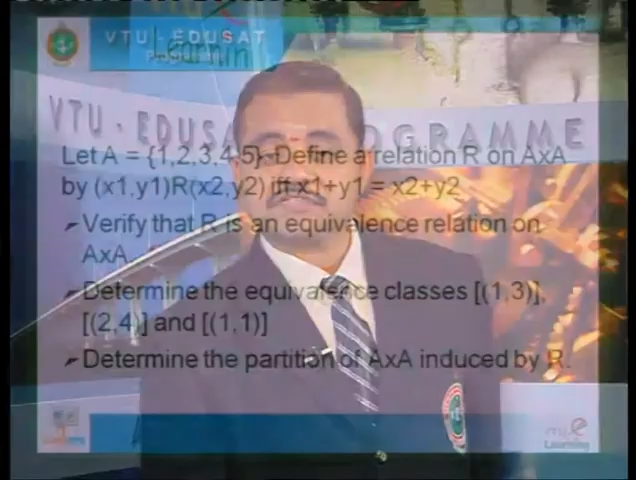 VTU - EDUSAT
Learnin
VTU - EDUSAT PROGRAMME
Let A = {1,2,3,4,5}. Define a relation R on AxA
by (x1,y1)R(x2,y2) iff x1+y1 = x2+y2
Verify that R is an equivalence relation on
AxA.
Determine the equivalence classes [(1,3)],
[(2,4)] and [(1,1)]
Determine the partition of AxA induced by R.
Learning